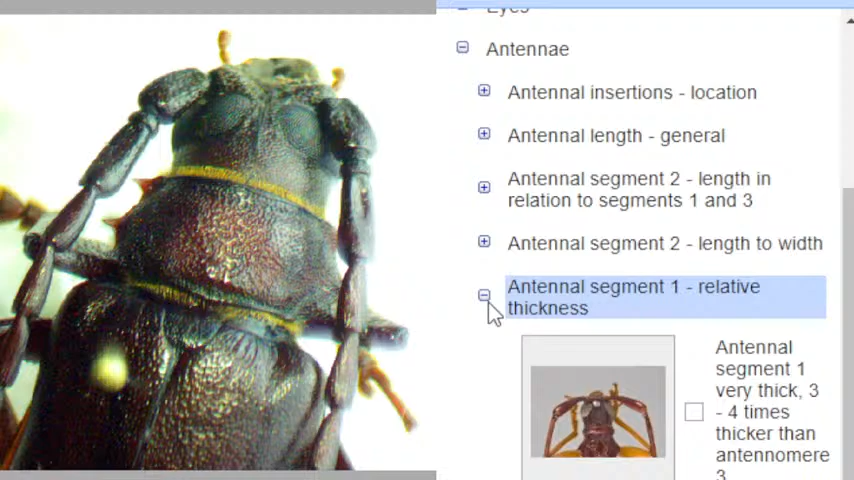 Eyes
Antennae
Antennal insertions - location
Antennal length - general
Antennal segment 2 - length in
relation to segments 1 and 3
Antennal segment 2 - length to width
Antennal segment 1 - relative
thickness
Antennal
segment 1
very thick, 3
- 4 times
thicker than
antennomere
3